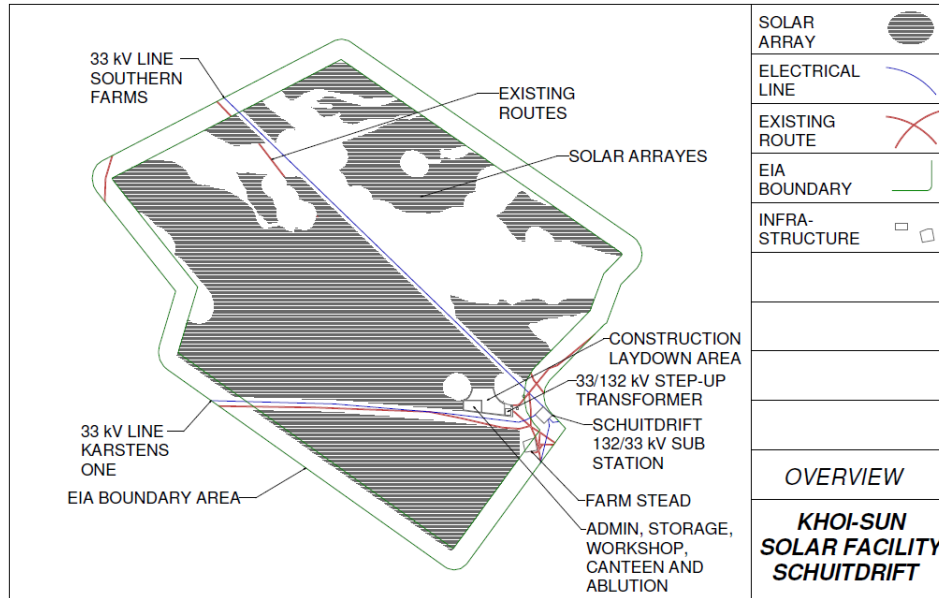 33 kV LINE
SOUTHERN
FARMS
EXISTING
ROUTES
SOLAR ARRAYES
CONSTRUCTION
LAYDOWN AREA
33/132 kV STEP-UP
TRANSFORMER
SCHUITDRIFT
132/33 kV SUB
STATION
33 kV LINE
KARSTENS
ONE
EIA BOUNDARY AREA
FARM STEAD
ADMIN, STORAGE,
WORKSHOP,
CANTEEN AND
ABLUTION
SOLAR
ARRAY
ELECTRICAL
LINE
EXISTING
ROUTE
EIA
BOUNDARY
INFRA-
STRUCTURE
OVERVIEW
KHOI-SUN
SOLAR FACILITY
SCHUITDRIFT